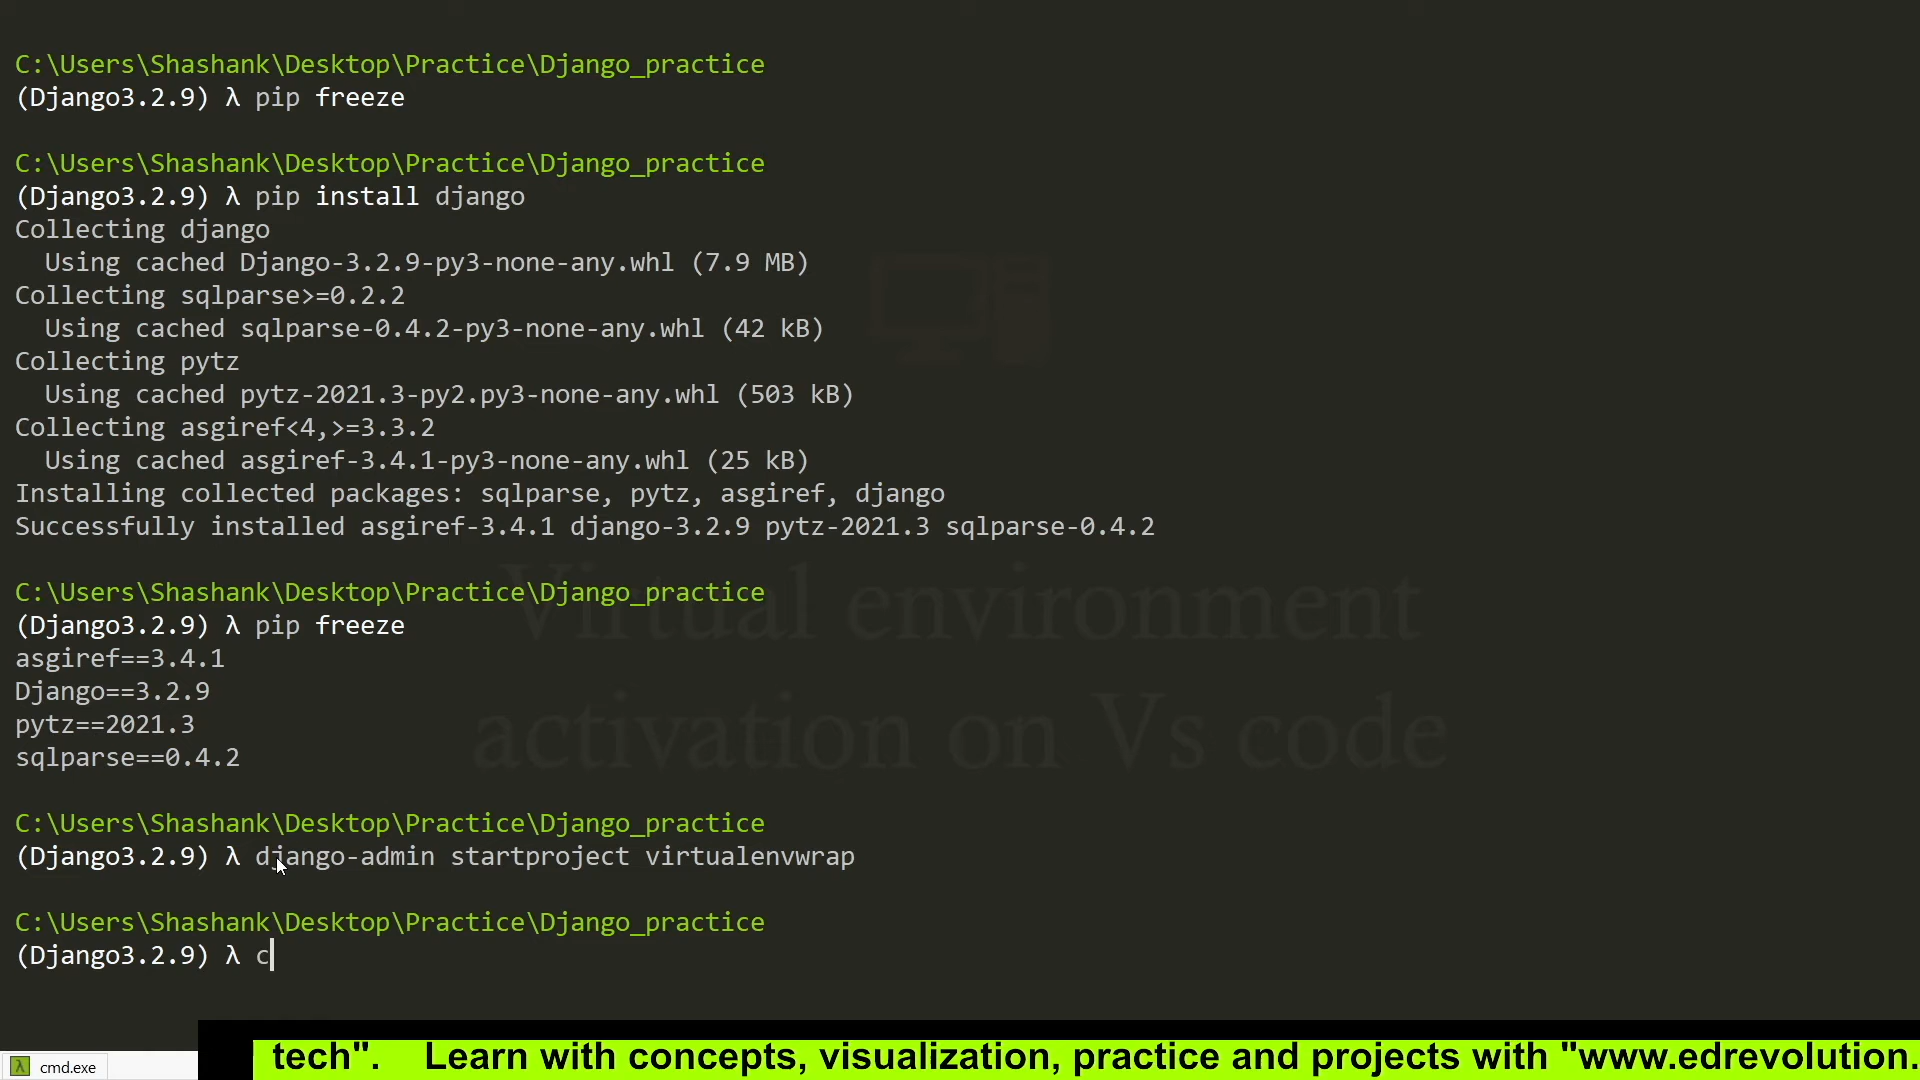 C:\Users\Shashank\Desktop\Practice\Django_practice
(Django3.2.9) λ pip freeze
C:\Users\Shashank\Desktop\Practice\Django_practice
(Django3.2.9) λ pip install django
Collecting django
Using cached Django-3.2.9-py3-none-any.whl (7.9 MB)
Collecting sqlparse>=0.2.2
Using cached sqlparse-0.4.2-py3-none-any.whl (42 kB)
Collecting pytz
Using cached pytz-2021.3-py2.py3-none-any.whl (503 kB)
Collecting asgiref<4,>=3.3.2
Using cached asgiref-3.4.1-py3-none-any.whl (25 kB)
Installing collected packages: sqlparse, pytz, asgiref, django
Successfully installed asgiref-3.4.1 django-3.2.9 pytz-2021.3 sqlparse-0.4.2
C:\Users\Shashank\Desktop\Practice\Django_practice
(Django3.2.9) λ pip freeze
Virtual environment
asgiref==3.4.1
Django==3.2.9
pytz==2021.3
activation on Vs code
sqlparse==0.4.2
C:\Users\Shashank\Desktop\Practice\Django_practice
(Django3.2.9) λ django-admin startproject virtualenvwrap
C:\Users\Shashank\Desktop\Practice\Django_practice
(Django3.2.9) λ c
tech". Learn with concepts, visualization, practice and projects with "www.edrevolution.
λ cmd.exe